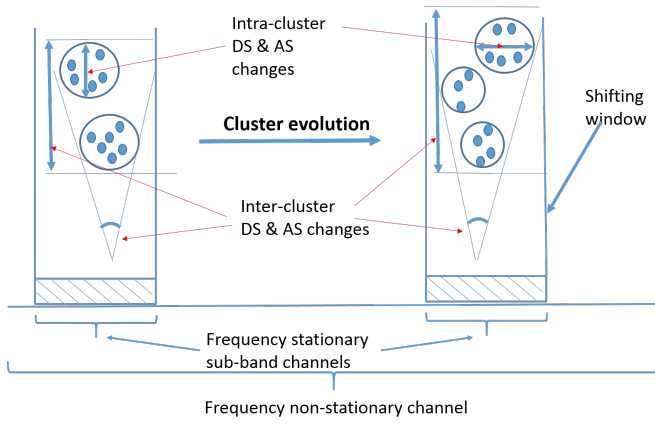 Intra-cluster
DS & AS
changes
Shifting
window
Cluster evolution
Inter-cluster
DS & AS changes
Frequency stationary
sub-band channels
Frequency non-stationary channel